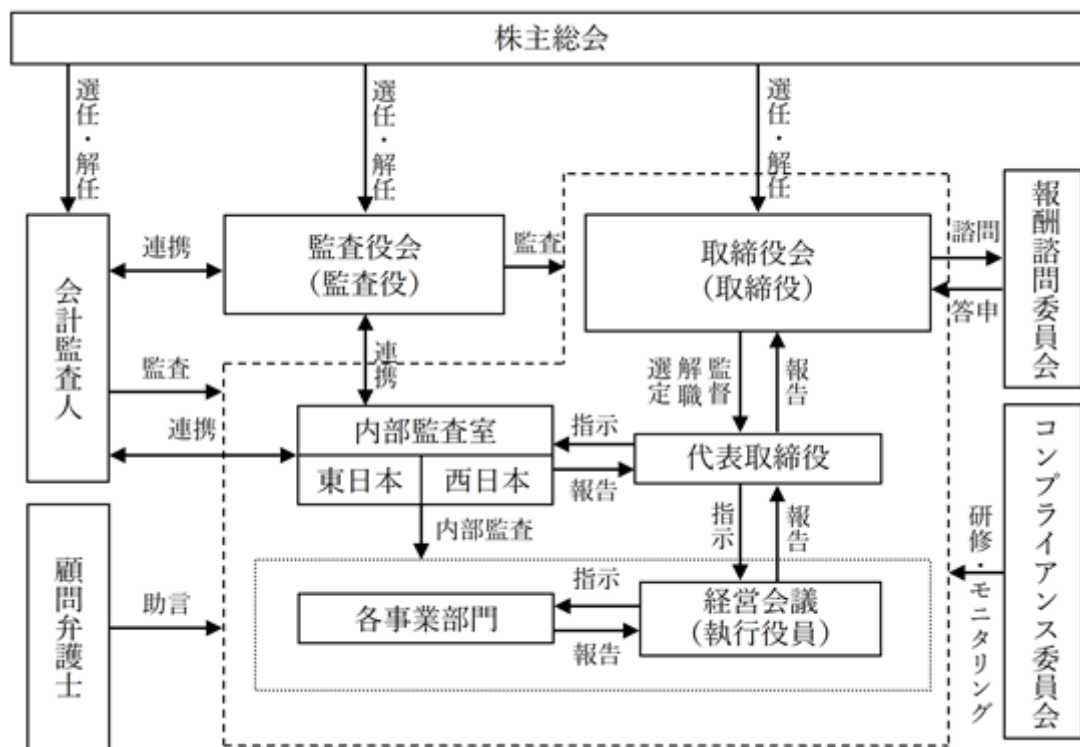 株主総会
選任・解任
選任・解任
選任・解任
会計監査人
連携
監査役会
(監査役)
監査
取締役会
(取締役)
諮問
答申
報酬諮問委員会
監査
連携
連携
選定
解職
監督
報告
内部監査室
東日本
西日本
指示
報告
代表取締役
内部監査
指示
報告
顧問弁護士
助言
各事業部門
指示
報告
経営会議
(執行役員)
研修・モニタリング
コンプライアンス委員会